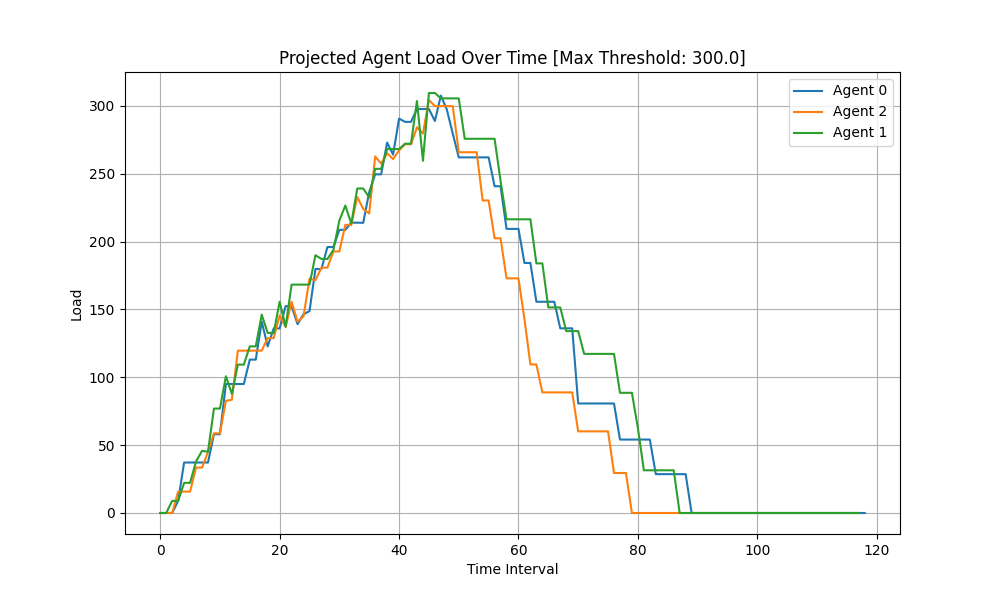 Projected Agent Load Over Time [Max Threshold: 300.0]
Agent 0
Agent 2
Agent 1
Load
300
250
200
150
100
50
0
0 20 40 60 80 100 120
Time Interval